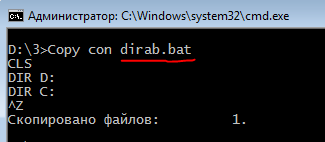 Администратор: C:\Windows\system32\cmd.exe
D:\3>Copy con dirab.bat
CLS
DIR D:
DIR C:
^Z
Скопировано файлов:         1.